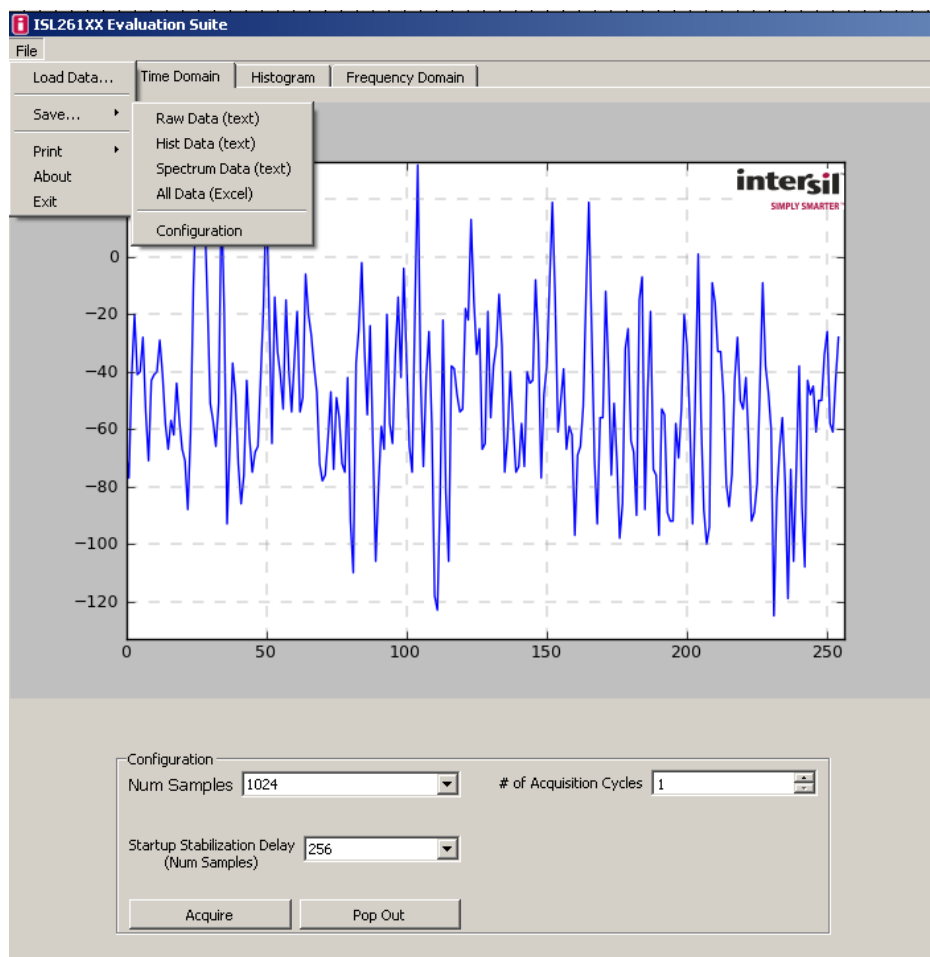 ISL261XX Evaluation Suite
File
Load Data...
Save...
Print
About
Exit
Time Domain
Histogram
Frequency Domain
Raw Data (text)
Hist Data (text)
Spectrum Data (text)
All Data (Excel)
Configuration
intersil
SIMPLY SMARTER™
0
−20
−40
−60
−80
−100
−120
0 50 100 150 200 250
Configuration
Num Samples 1024
# of Acquisition Cycles 1
Startup Stabilization Delay 256
(Num Samples)
Acquire
Pop Out